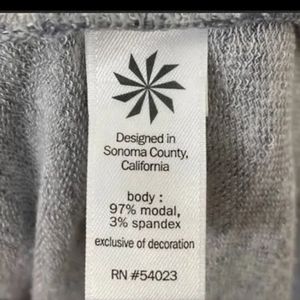 Designed in
Sonoma County,
California
body :
97% modal,
3% spandex
exclusive of decoration
RN #54023